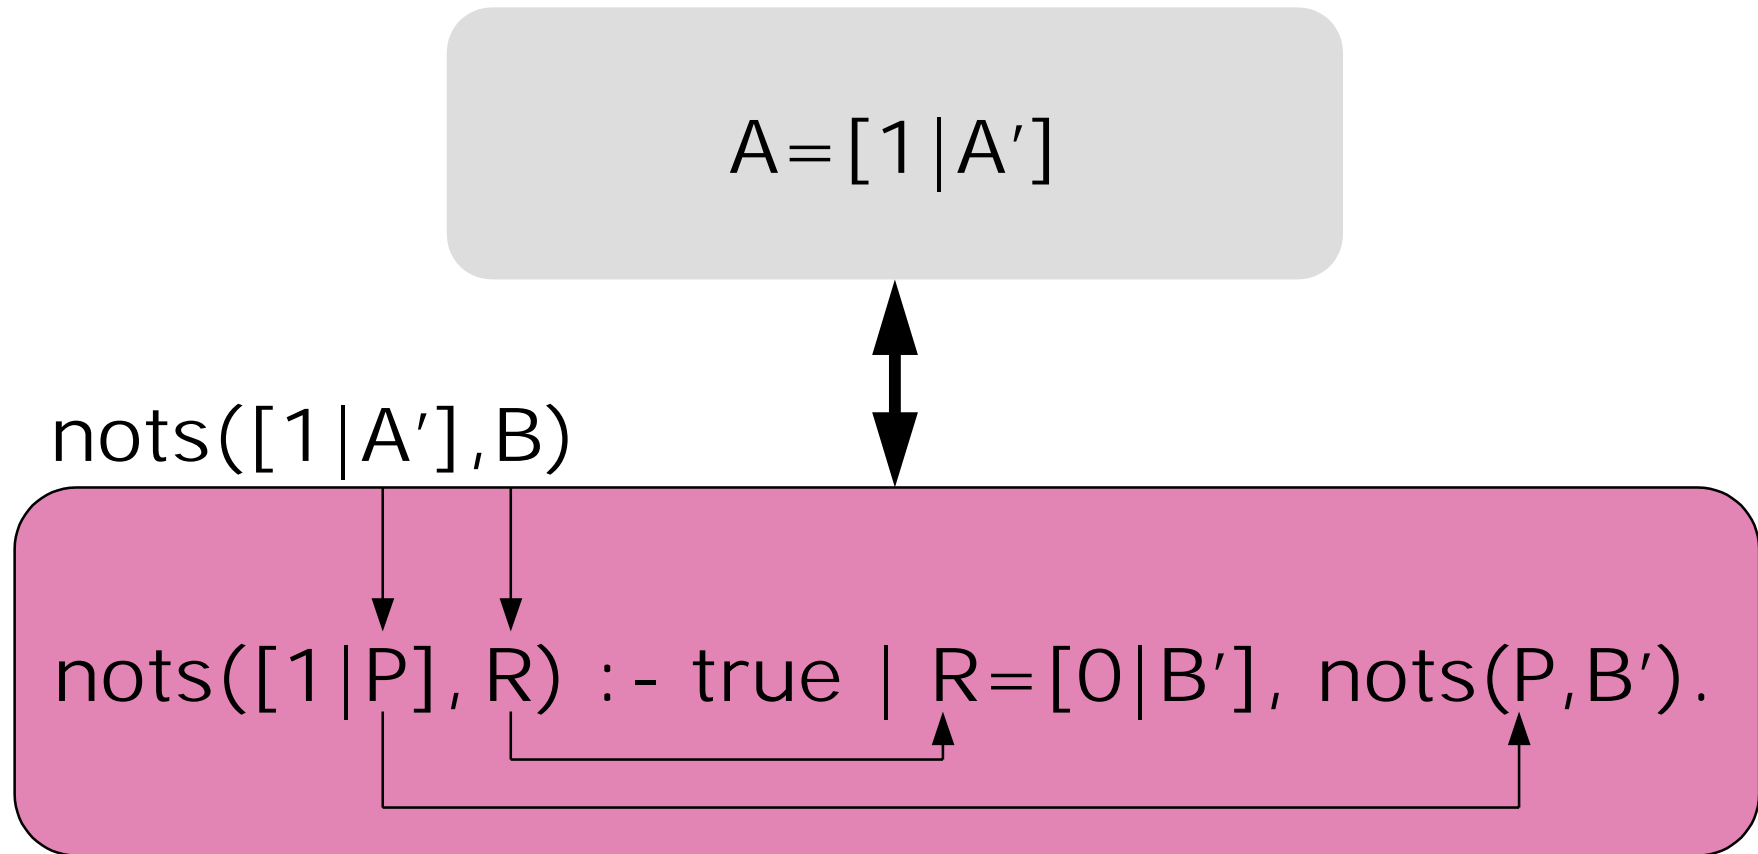 A=[1|A']
nots([1|A'],B)
nots([1|P],R) :- true | R=[0|B'], nots(P,B').